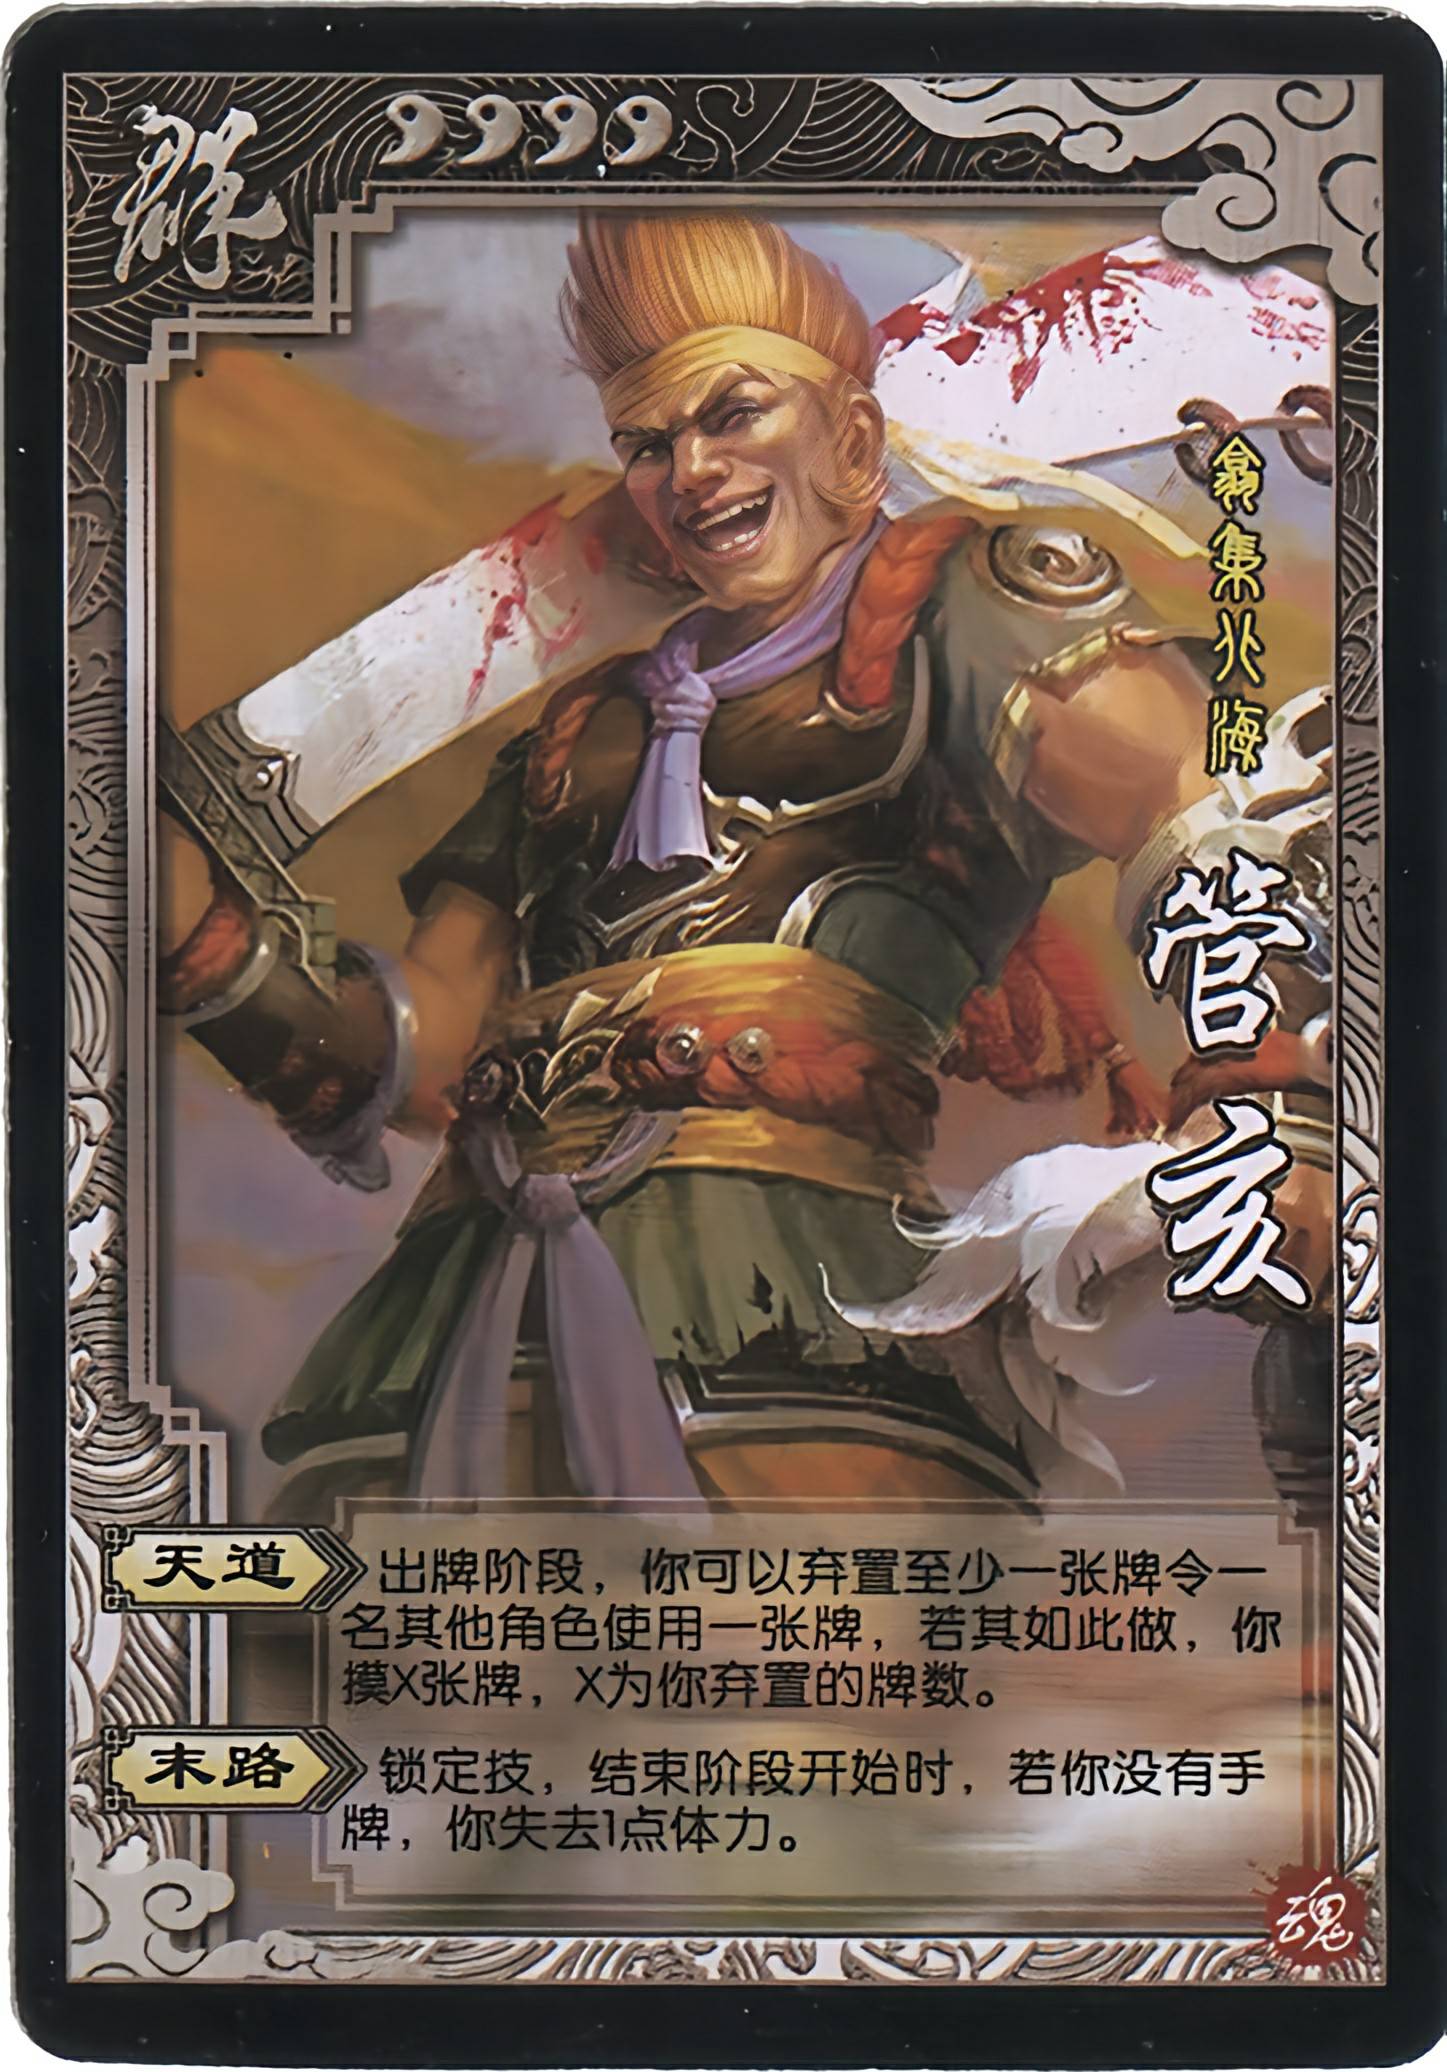 群
翕集北海
管亥
天道 出牌阶段，你可以弃置至少一张牌令一
名其他角色使用一张牌，若其如此做，你
摸X张牌，X为你弃置的牌数。
末路 锁定技，结束阶段开始时，若你没有手
牌，你失去1点体力。
魂